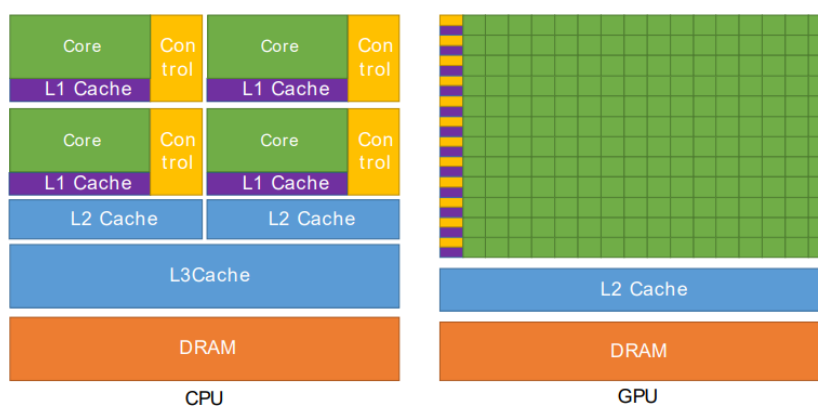 Core
Con
trol
L1 Cache
Core
Con
trol
L1 Cache
Core
Con
trol
L1 Cache
Core
Con
trol
L1 Cache
L2 Cache
L2 Cache
L3Cache
DRAM
CPU
L2 Cache
DRAM
GPU